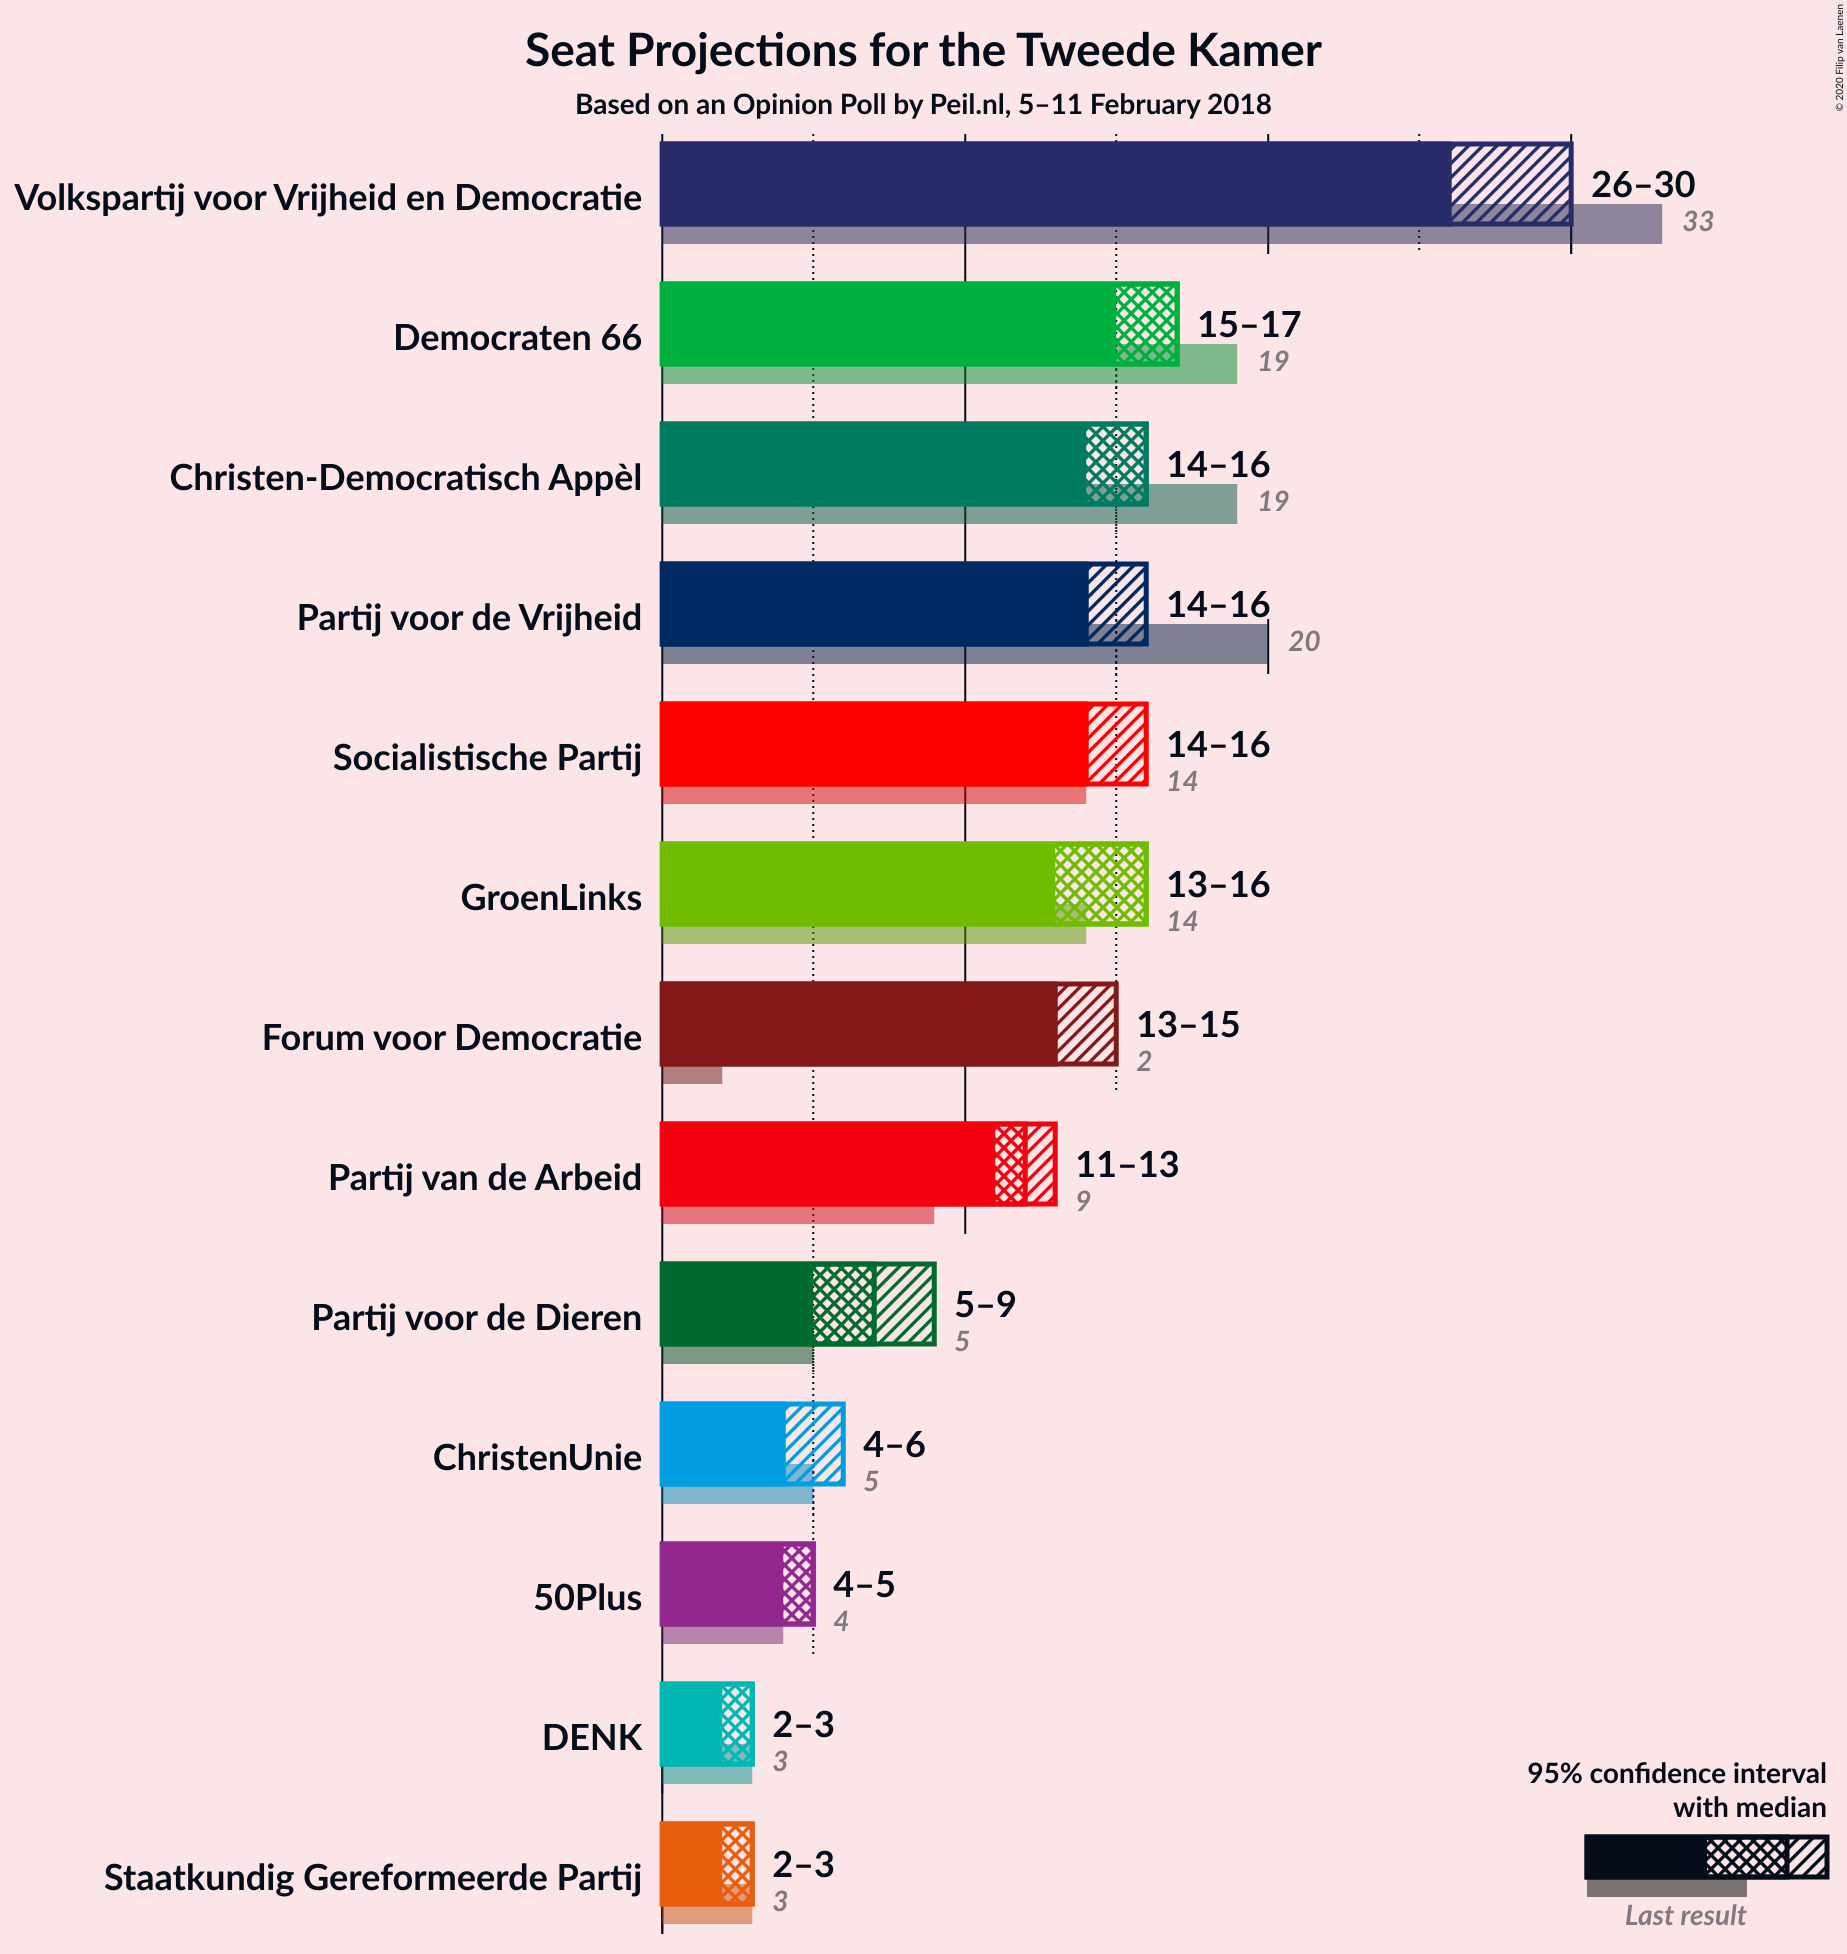 Seat Projections for the Tweede Kamer
Based on an Opinion Poll by Peil.nl, 5–11 February 2018
© 2020 Filip van Laenen
Volkspartij voor Vrijheid en Democratie
26–30
33
Democraten 66
15–17
19
Christen-Democratisch Appèl
14–16
19
Partij voor de Vrijheid
14–16
20
Socialistische Partij
14–16
14
GroenLinks
13–16
14
Forum voor Democratie
13–15
2
Partij van de Arbeid
11–13
9
Partij voor de Dieren
5–9
5
ChristenUnie
4–6
5
50Plus
4–5
4
DENK
2–3
3
Staatkundig Gereformeerde Partij
2–3
3
95% confidence interval
with median
Last result